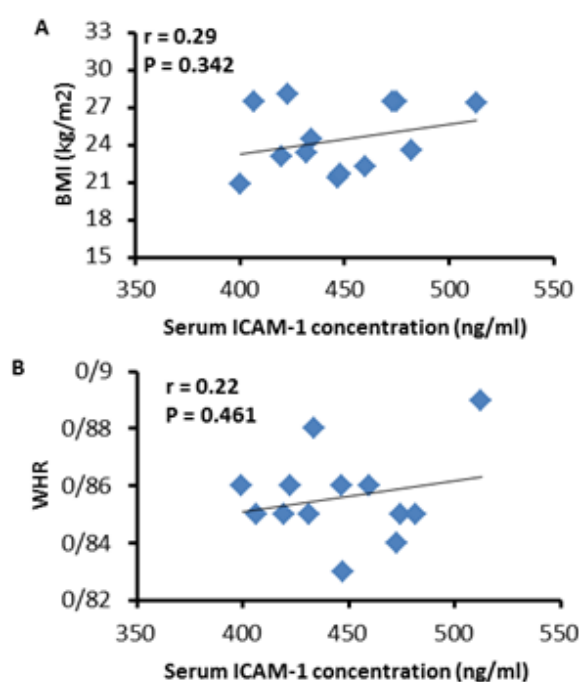 A
r = 0.29
P = 0.342
33
30
27
24
21
18
15
BMI (kg/m2)
350 400 450 500 550
Serum ICAM-1 concentration (ng/ml)
B
r = 0.22
P = 0.461
0/9
0/88
0/86
0/84
0/82
WHR
350 400 450 500 550
Serum ICAM-1 concentration (ng/ml)